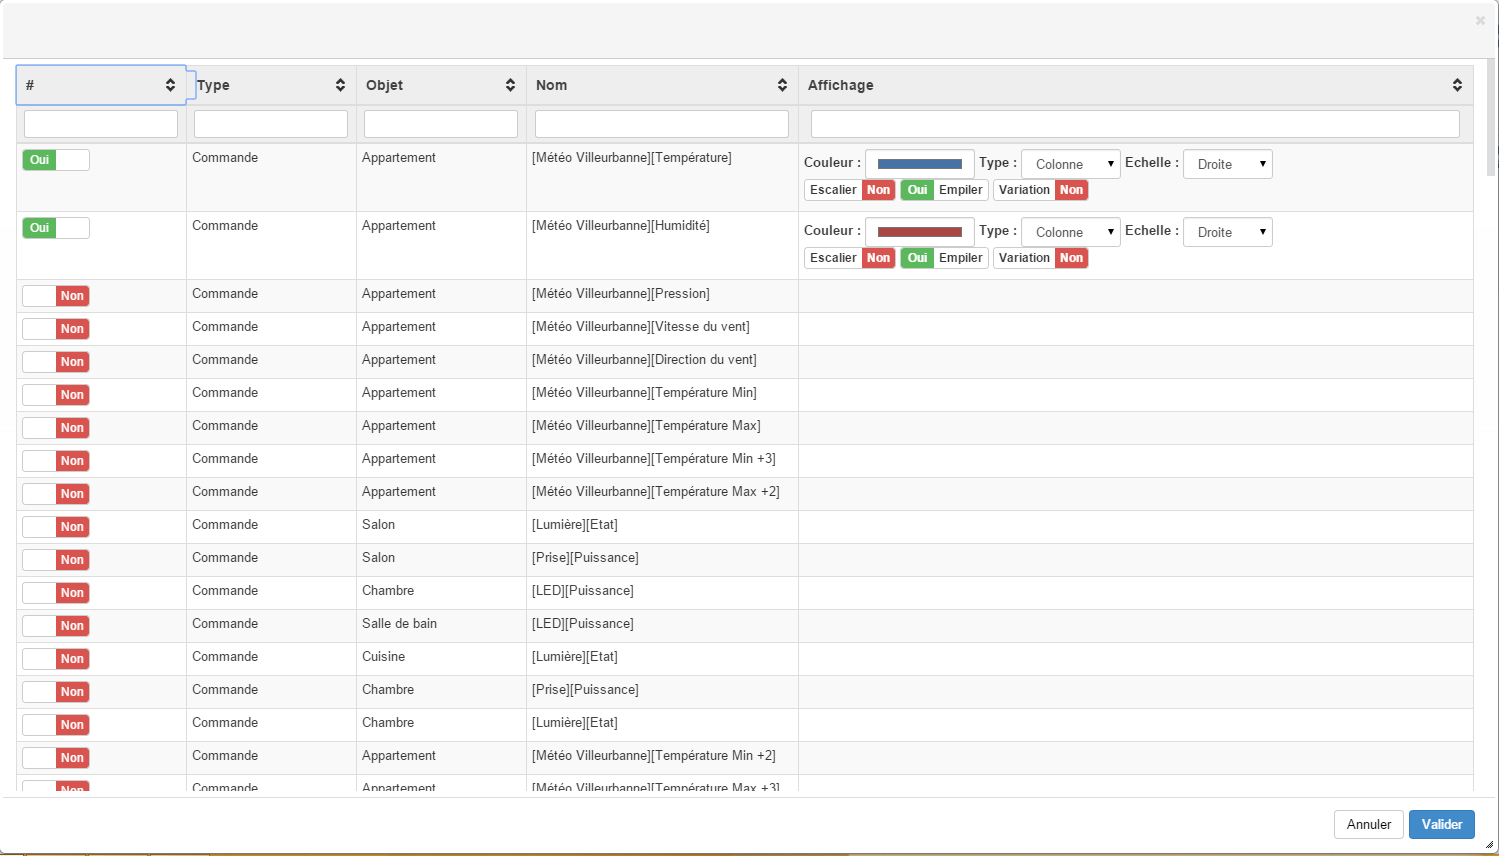 ×
# Type Objet Nom Affichage
Oui Commande Appartement [Météo Villeurbanne][Température] Couleur : Type : Colonne Echelle : Droite
Escalier Non Oui Empiler Variation Non
Oui Commande Appartement [Météo Villeurbanne][Humidité] Couleur : Type : Colonne Echelle : Droite
Escalier Non Oui Empiler Variation Non
Non Commande Appartement [Météo Villeurbanne][Pression]
Non Commande Appartement [Météo Villeurbanne][Vitesse du vent]
Non Commande Appartement [Météo Villeurbanne][Direction du vent]
Non Commande Appartement [Météo Villeurbanne][Température Min]
Non Commande Appartement [Météo Villeurbanne][Température Max]
Non Commande Appartement [Météo Villeurbanne][Température Min +3]
Non Commande Appartement [Météo Villeurbanne][Température Max +2]
Non Commande Salon [Lumière][Etat]
Non Commande Salon [Prise][Puissance]
Non Commande Chambre [LED][Puissance]
Non Commande Salle de bain [LED][Puissance]
Non Commande Cuisine [Lumière][Etat]
Non Commande Chambre [Prise][Puissance]
Non Commande Chambre [Lumière][Etat]
Non Commande Appartement [Météo Villeurbanne][Température Min +2]
Non Commande Appartement [Météo Villeurbanne][Température Max +3]
Annuler Valider